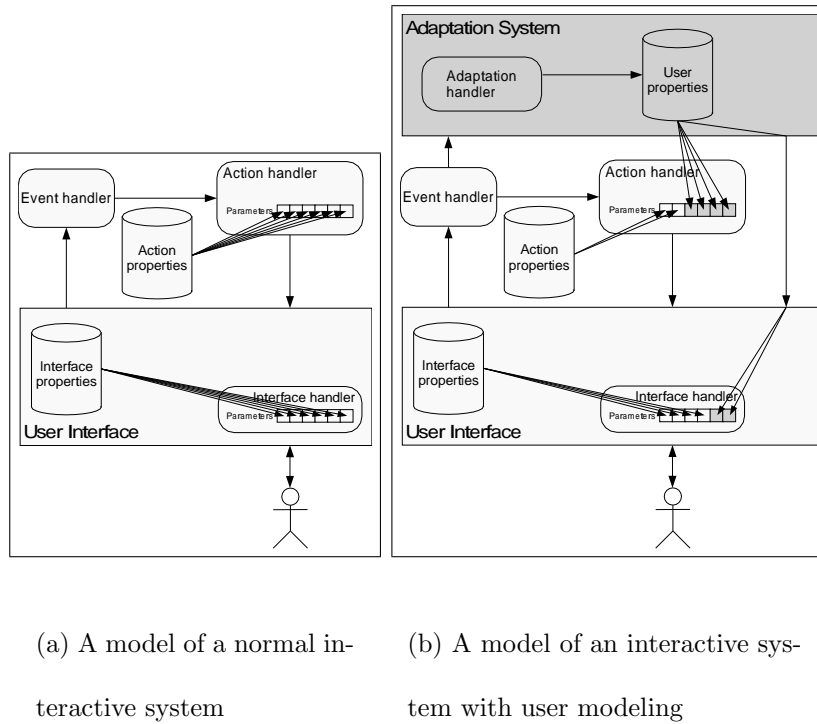 Action handler
Event handler
Parameters
Action
properties
Interface
properties
Interface handler
Parameters
User Interface
Adaptation System
Adaptation
handler
User
properties
Action handler
Event handler
Parameters
Action
properties
Interface
properties
Interface handler
Parameters
User Interface
(a) A model of a normal in-
teractive system
(b) A model of an interactive sys-
tem with user modeling